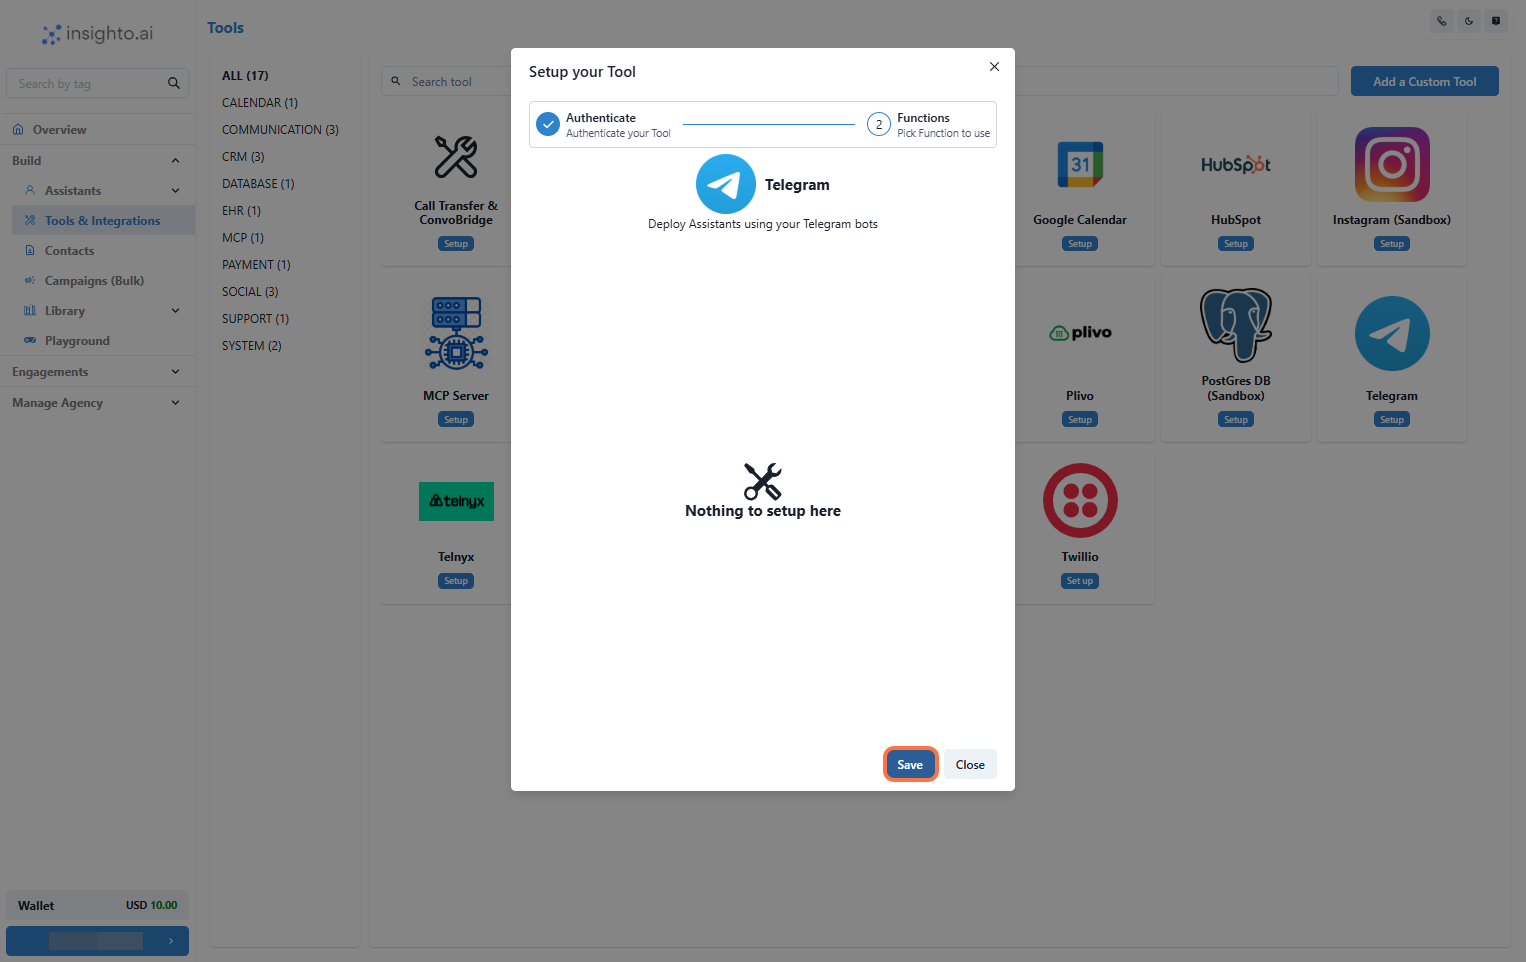 insighto.ai
Search by tag
Overview
Build
Assistants
Tools & Integrations
Contacts
Campaigns (Bulk)
Library
Playground
Engagements
Manage Agency
Wallet USD 10.00
Tools
ALL (17)
CALENDAR (1)
COMMUNICATION (3)
CRM (3)
DATABASE (1)
EHR (1)
MCP (1)
PAYMENT (1)
SOCIAL (3)
SUPPORT (1)
SYSTEM (2)
Search tool
Add a Custom Tool
Call Transfer &
ConvoBridge
Setup
31
Google Calendar
Setup
HubSpot
HubSpot
Setup
Instagram (Sandbox)
Setup
MCP Server
Setup
plivo
Plivo
Setup
PostGres DB
(Sandbox)
Setup
Telegram
Setup
telnyx
Telnyx
Setup
Twillio
Set up
Setup your Tool
Authenticate
Authenticate your Tool
2
Functions
Pick Function to use
Telegram
Deploy Assistants using your Telegram bots
Nothing to setup here
Save
Close